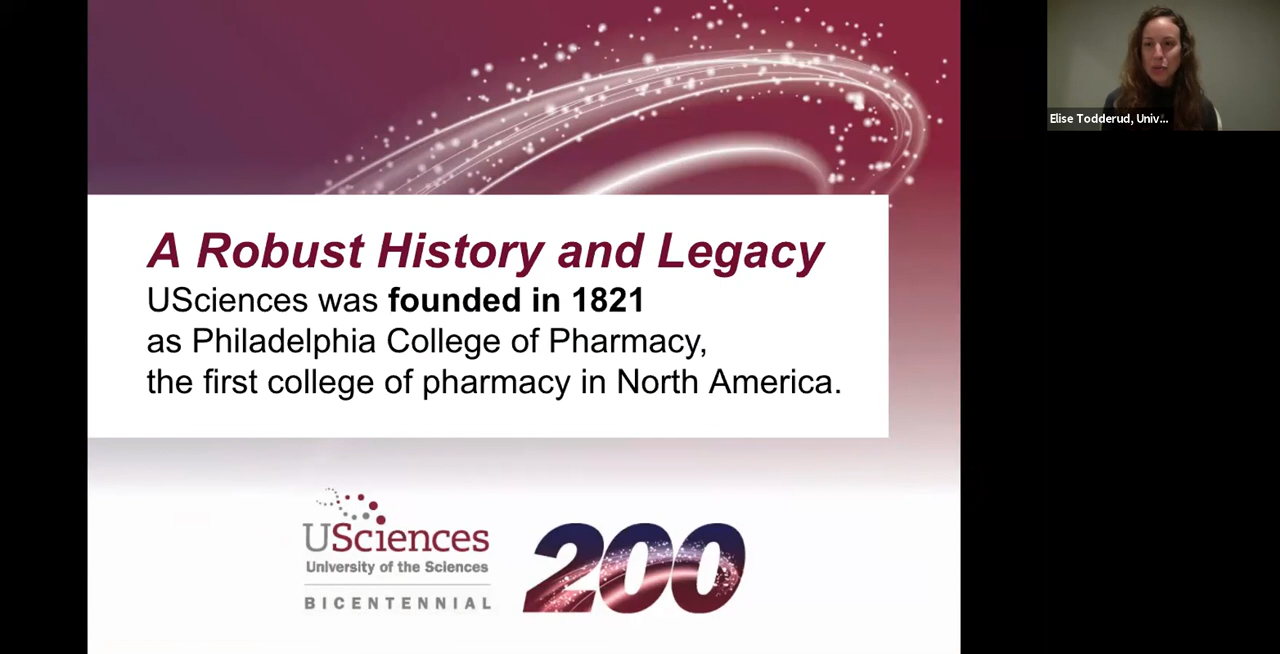 Elise Todderud, Univ...
A Robust History and Legacy
USciences was founded in 1821
as Philadelphia College of Pharmacy,
the first college of pharmacy in North America.
USciences
University of the Sciences
BICENTENNIAL
200